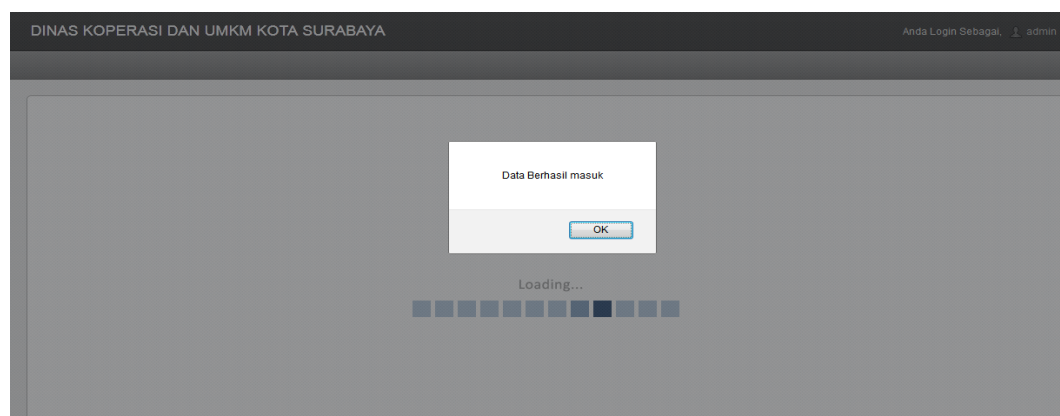 DINAS KOPERASI DAN UMKM KOTA SURABAYA
Anda Login Sebagai, admin
Data Berhasil masuk
OK
Loading...